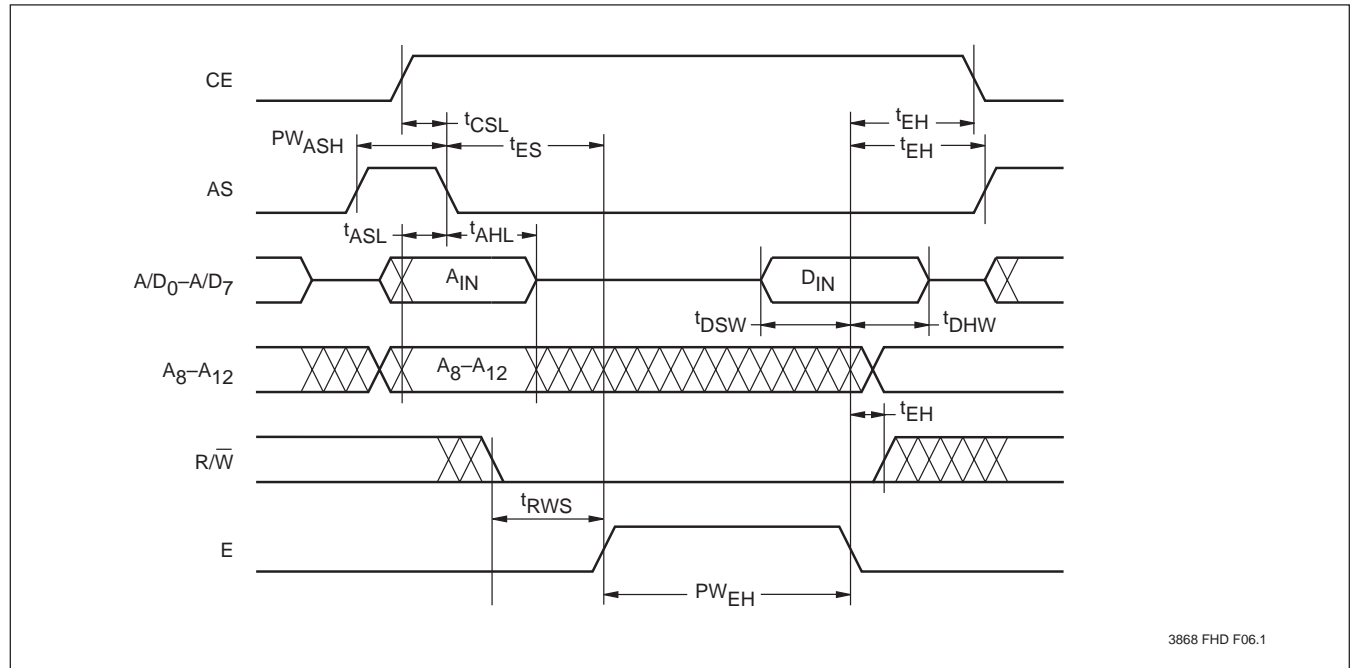 CE
tCSL
PWASH
tES
tEH
tEH
AS
tASL
tAHL
A/D0–A/D7
AIN
DIN
tDSW
tDHW
A8–A12
A8–A12
tEH
R/W̅
tRWS
E
PWEH
3868 FHD F06.1